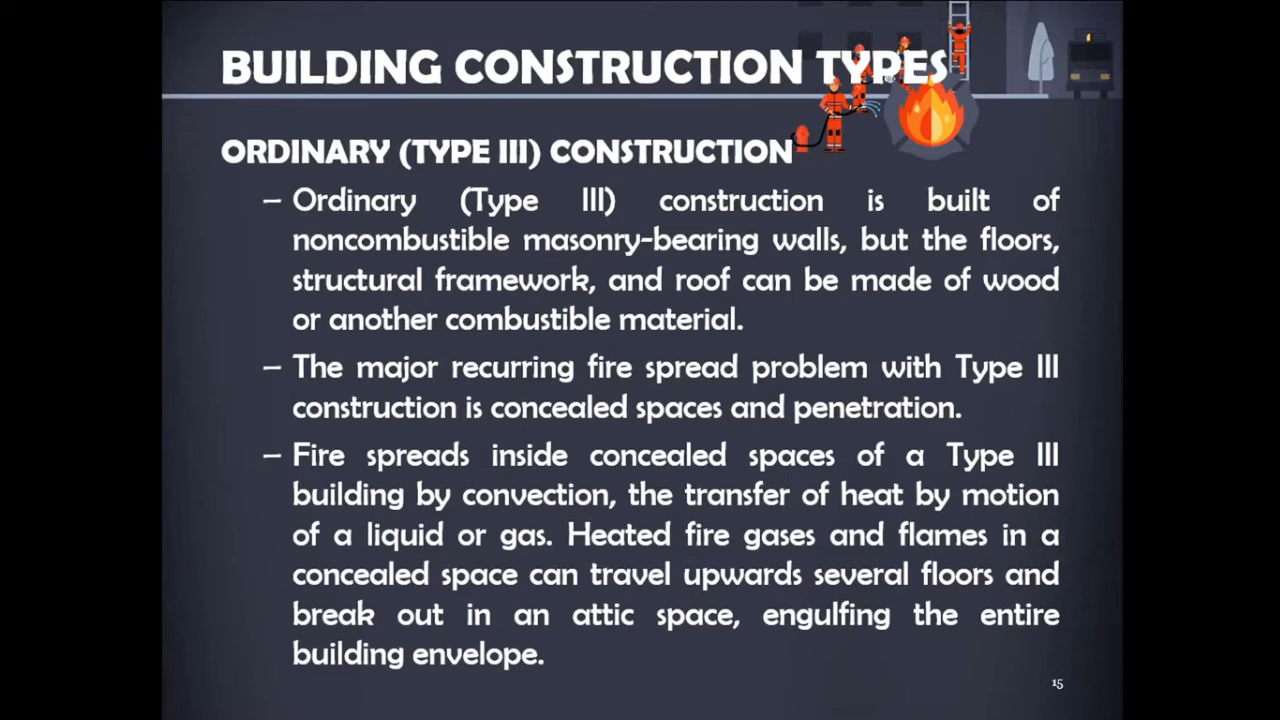 BUILDING CONSTRUCTION TYPES
ORDINARY (TYPE III) CONSTRUCTION
– Ordinary (Type III) construction is built of
noncombustible masonry-bearing walls, but the floors,
structural framework, and roof can be made of wood
or another combustible material.
– The major recurring fire spread problem with Type III
construction is concealed spaces and penetration.
– Fire spreads inside concealed spaces of a Type III
building by convection, the transfer of heat by motion
of a liquid or gas. Heated fire gases and flames in a
concealed space can travel upwards several floors and
break out in an attic space, engulfing the entire
building envelope.
15